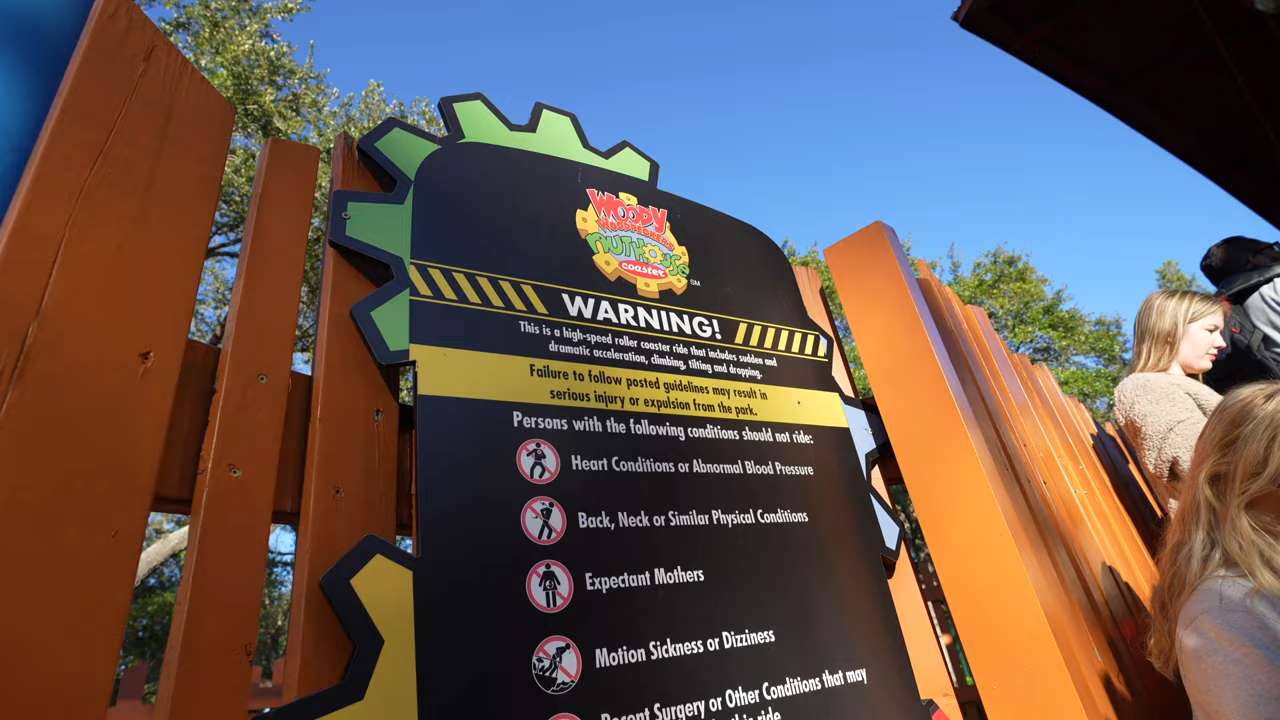 WOODY
WOODPECKER'S
NUTHOUSE
coaster
SM
WARNING!
This is a high-speed roller coaster ride that includes sudden and
dramatic acceleration, climbing, tilting and dropping.
Failure to follow posted guidelines may result in
serious injury or expulsion from the park.
Persons with the following conditions should not ride:
Heart Conditions or Abnormal Blood Pressure
Back, Neck or Similar Physical Conditions
Expectant Mothers
Motion Sickness or Dizziness
Recent Surgery or Other Conditions that may
this ride